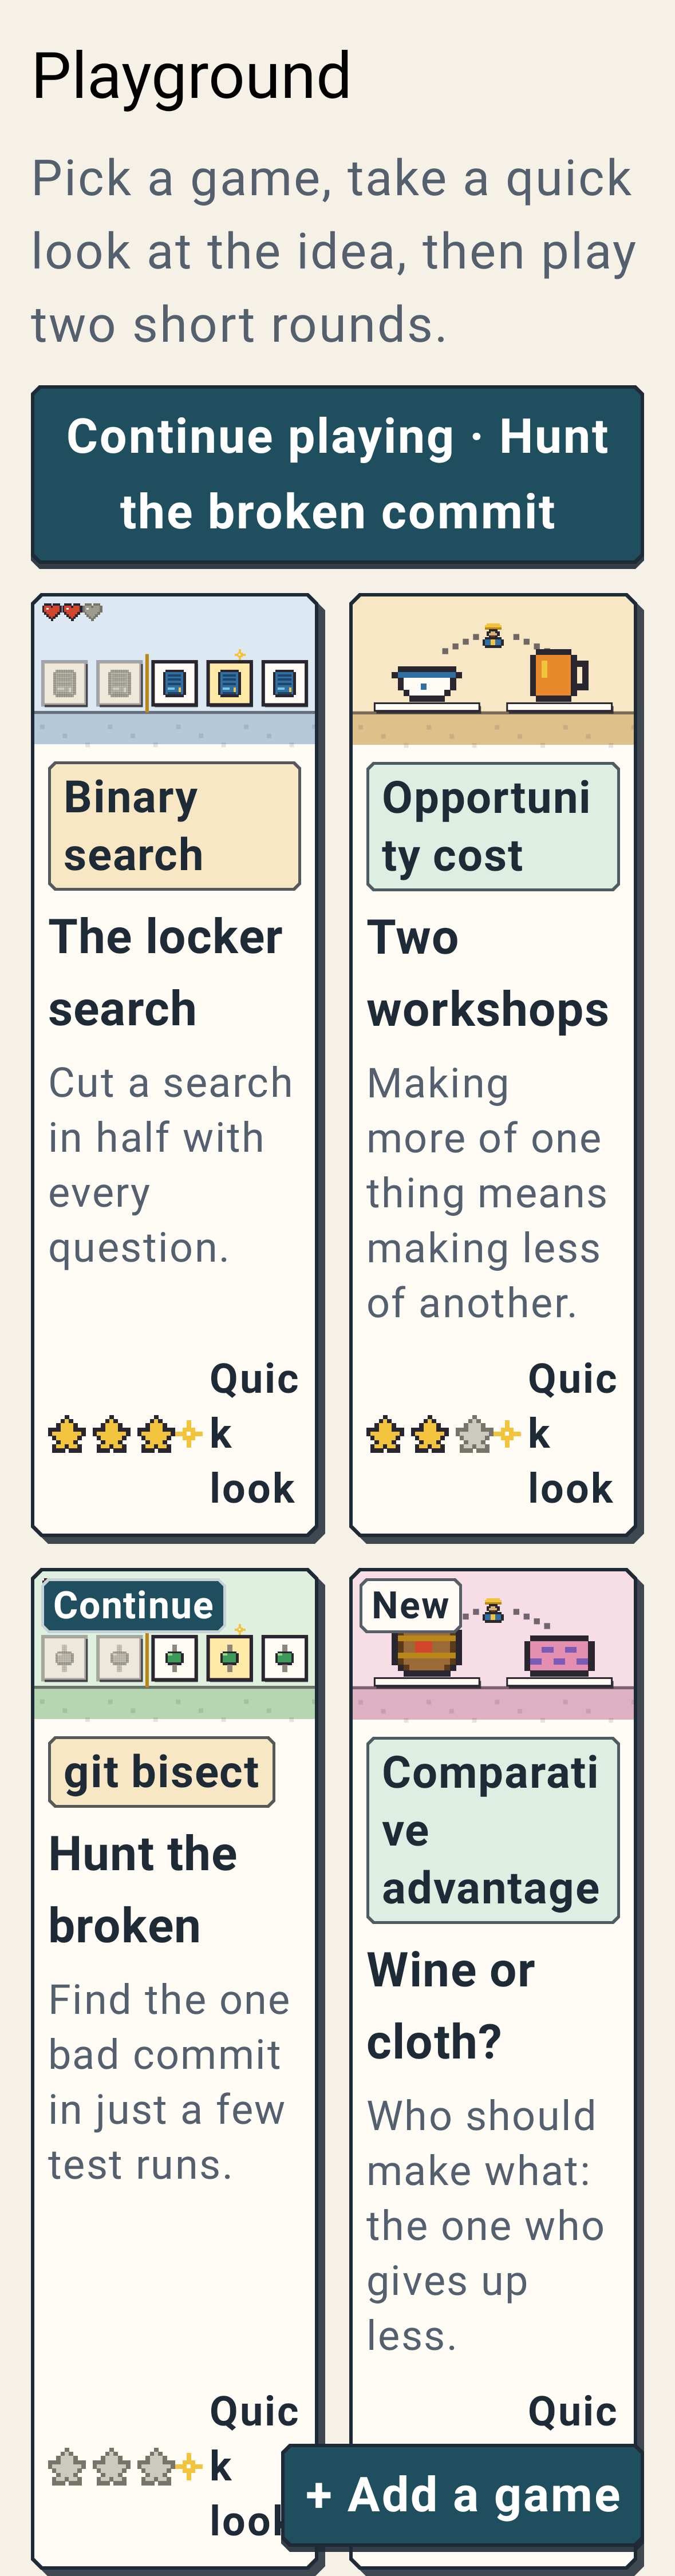 Playground
Pick a game, take a quick
look at the idea, then play
two short rounds.
Continue playing · Hunt
the broken commit
Binary
search
The locker
search
Cut a search
in half with
every
question.
Quic
k
look
Opportuni
ty cost
Two
workshops
Making
more of one
thing means
making less
of another.
Quic
k
look
Continue
git bisect
Hunt the
broken
Find the one
bad commit
in just a few
test runs.
Quic
k
look
New
Comparati
ve
advantage
Wine or
cloth?
Who should
make what:
the one who
gives up
less.
Quic
+ Add a game